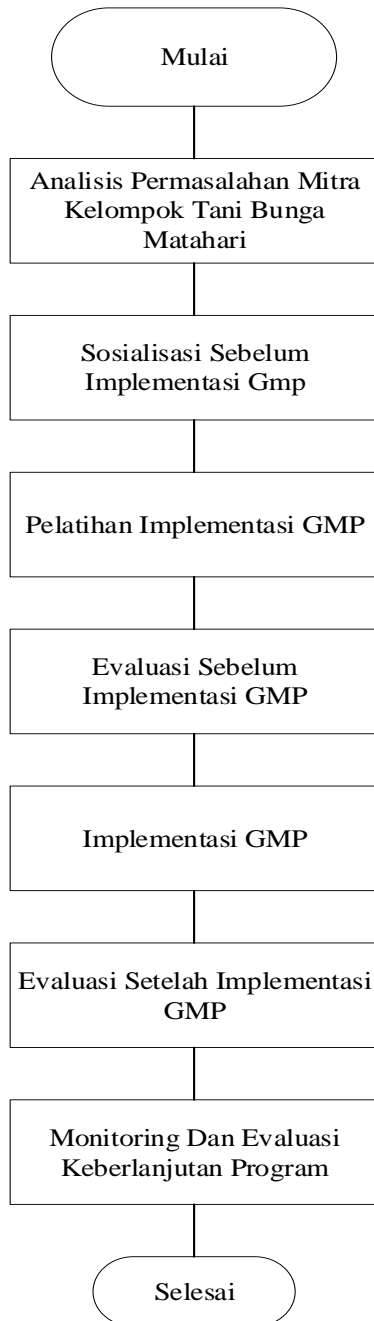 Mulai
Analisis Permasalahan Mitra
Kelompok Tani Bunga
Matahari
Sosialisasi Sebelum
Implementasi Gmp
Pelatihan Implementasi GMP
Evaluasi Sebelum
Implementasi GMP
Implementasi GMP
Evaluasi Setelah Implementasi
GMP
Monitoring Dan Evaluasi
Keberlanjutan Program
Selesai